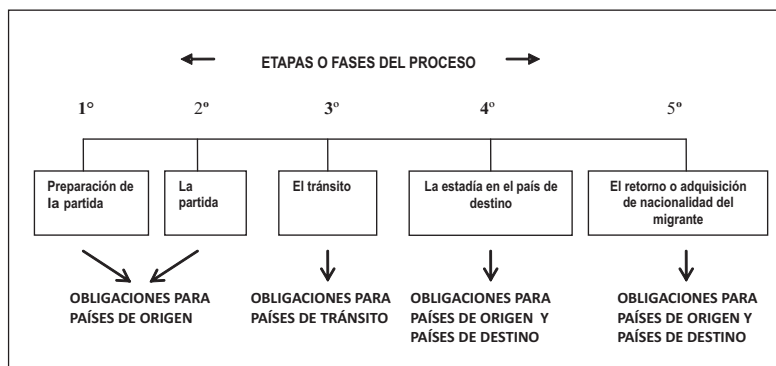 ETAPAS O FASES DEL PROCESO
1° 2º 3º 4º 5º
Preparación de
la partida
La
partida
El tránsito
La estadía en el país de
destino
El retorno o adquisición
de nacionalidad del
migrante
OBLIGACIONES PARA
PAÍSES DE ORIGEN
OBLIGACIONES PARA
PAÍSES DE TRÁNSITO
OBLIGACIONES PARA
PAÍSES DE ORIGEN Y
PAÍSES DE DESTINO
OBLIGACIONES PARA
PAÍSES DE ORIGEN Y
PAÍSES DE DESTINO